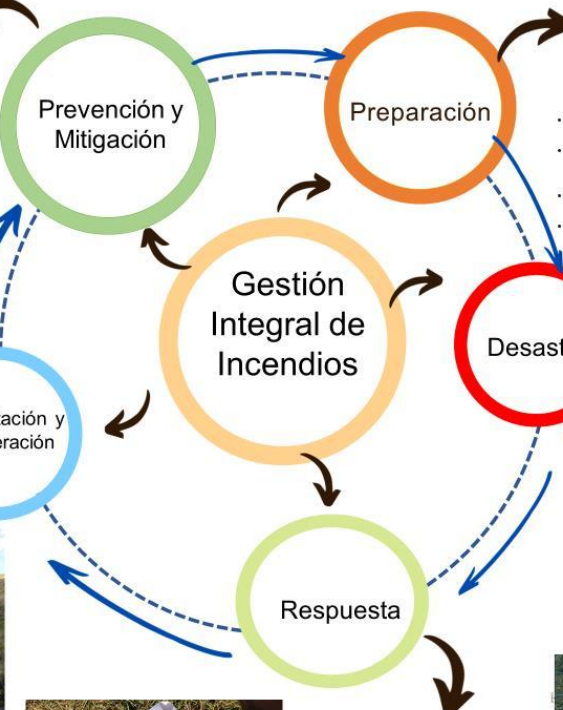 Prevención y
Mitigación
Preparación
Gestión
Integral de
Incendios
Respuesta